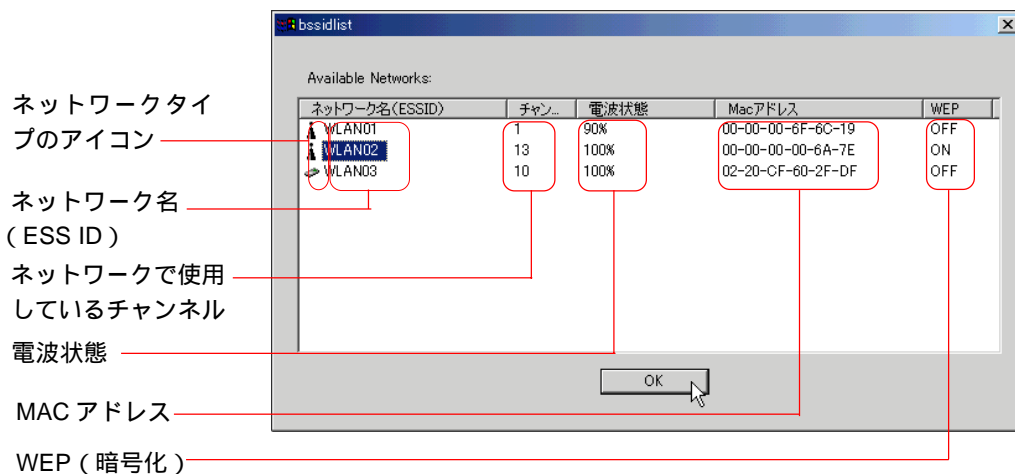 bssidlist
Available Networks:
ネットワーク名(ESSID) チャン... 電波状態 Macアドレス WEP
WLAN01 1 90% 00-00-00-6F-6C-19 OFF
WLAN02 13 100% 00-00-00-00-6A-7E ON
WLAN03 10 100% 02-20-CF-60-2F-DF OFF
OK
ネットワークタイ
プのアイコン
ネットワーク名
(ESS ID)
ネットワークで使用
しているチャンネル
電波状態
MAC アドレス
WEP(暗号化)